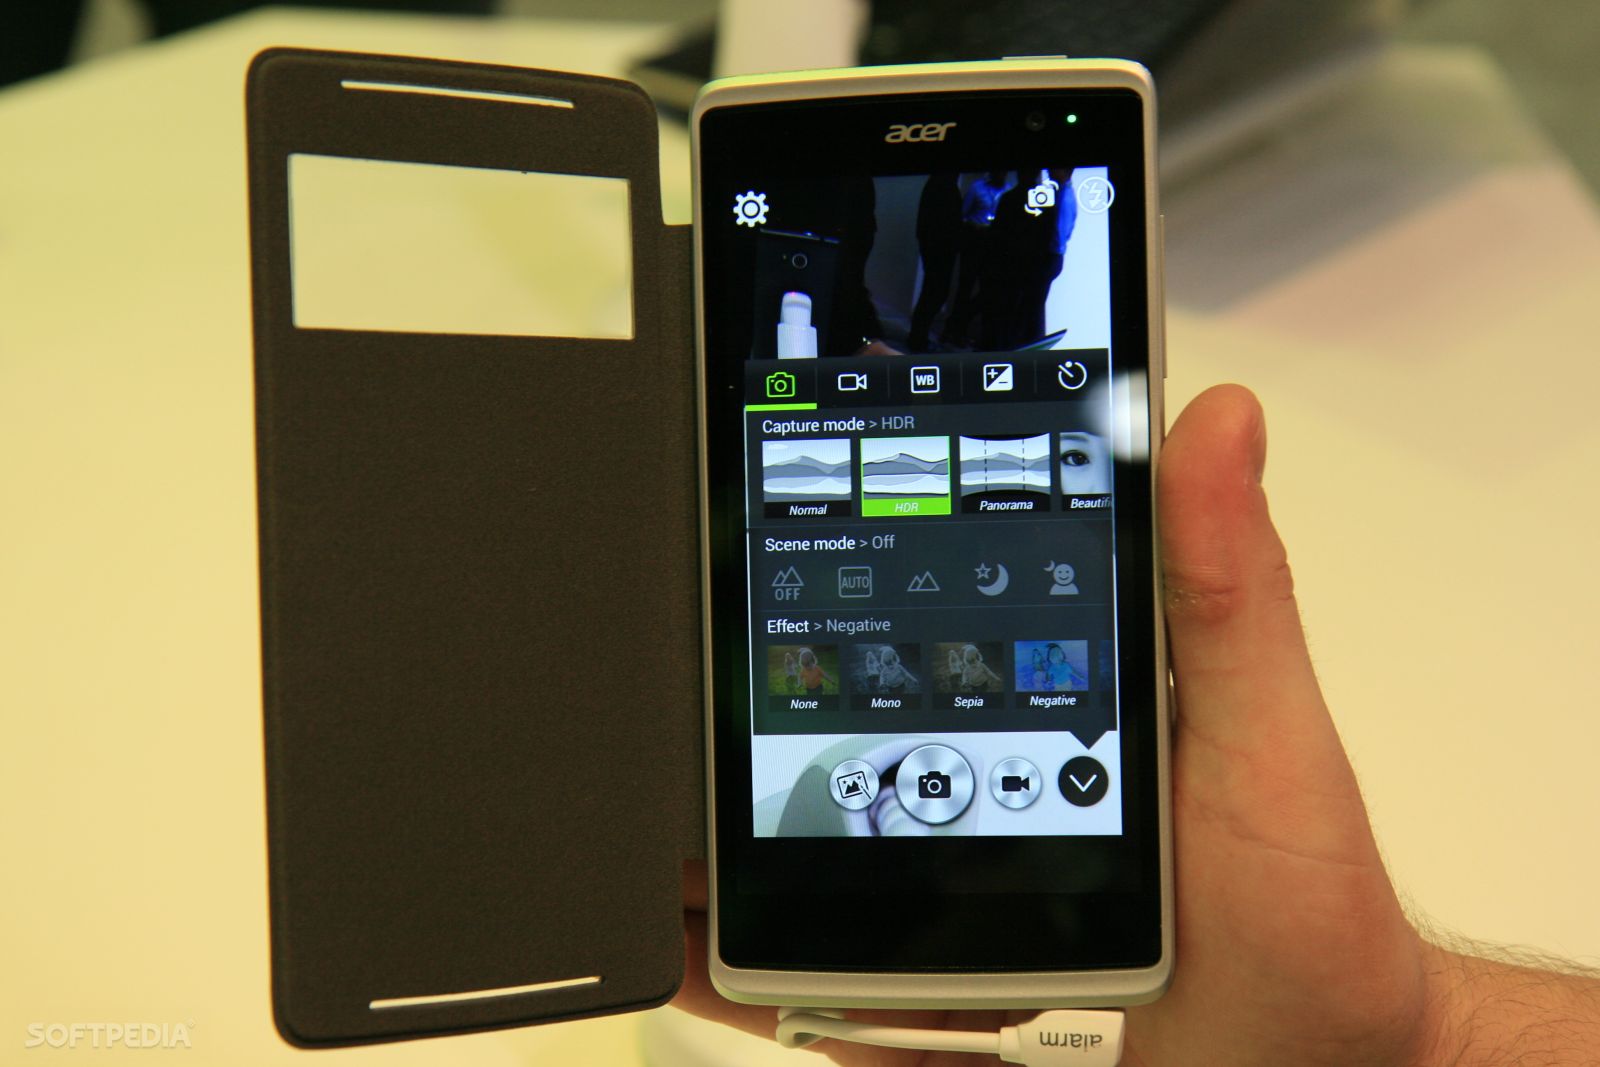 acer
WB
Capture mode > HDR
Normal HDR Panorama Beautifi
Scene mode > Off
OFF AUTO
Effect > Negative
None Mono Sepia Negative
alarm
SOFTPEDIA